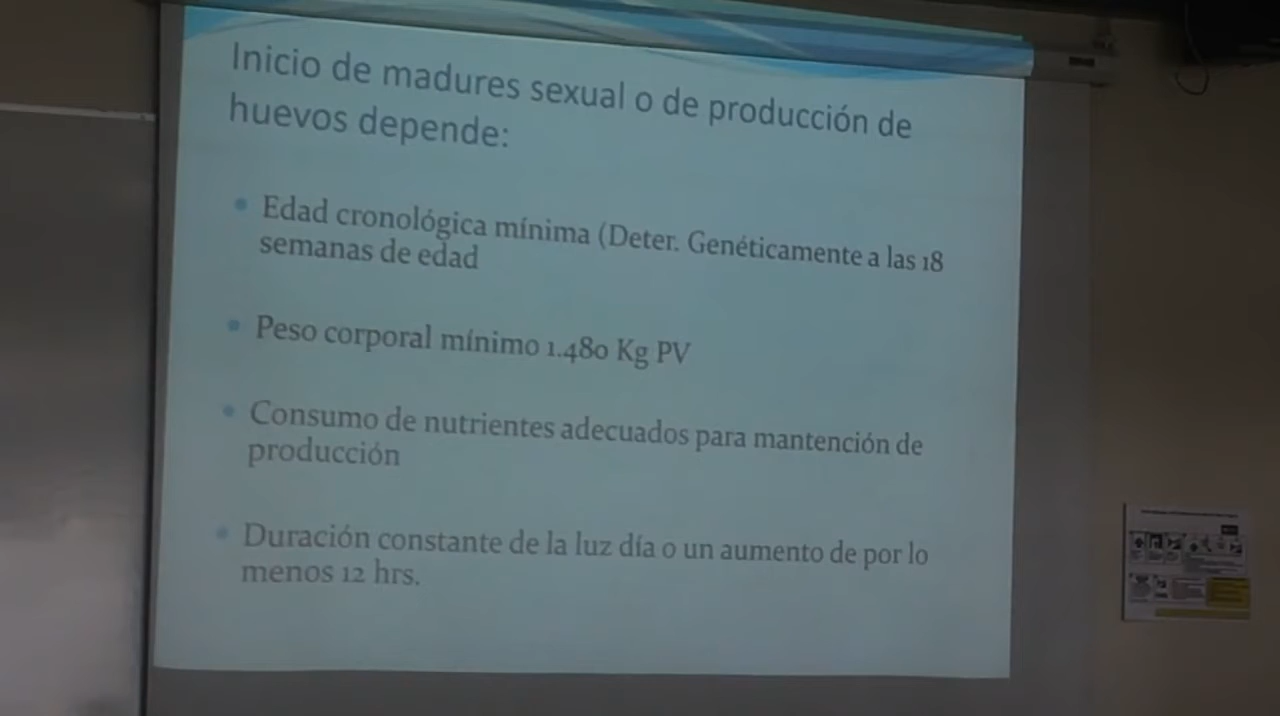 Inicio de madures sexual o de producción de
huevos depende:
Edad cronológica mínima (Deter. Genéticamente a las 18
semanas de edad
Peso corporal mínimo 1.480 Kg PV
Consumo de nutrientes adecuados para mantención de
producción
Duración constante de la luz día o un aumento de por lo
menos 12 hrs.